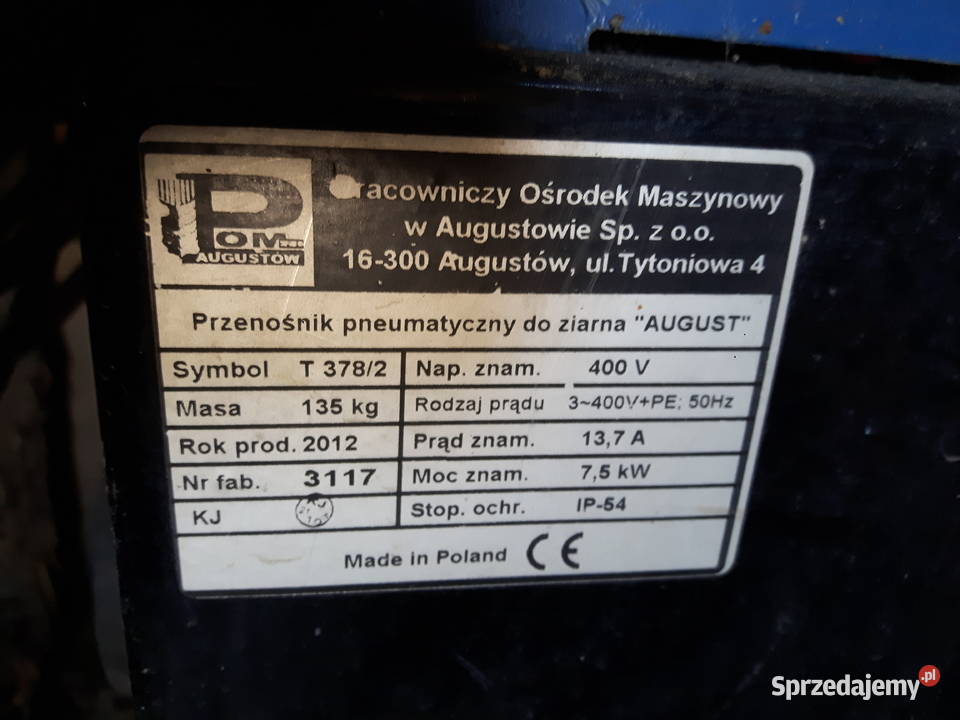 POM
AUGUSTÓW
Pracowniczy Ośrodek Maszynowy
w Augustowie Sp. z o.o.
16-300 Augustów, ul. Tytoniowa 4
Przenośnik pneumatyczny do ziarna "AUGUST"
Symbol T 378/2 Nap. znam. 400 V
Masa 135 kg Rodzaj prądu 3~400V+PE; 50Hz
Rok prod. 2012 Prąd znam. 13,7 A
Nr fab. 3117 Moc znam. 7,5 kW
KJ Stop. ochr. IP-54
Made in Poland CE
Sprzedajemy.pl